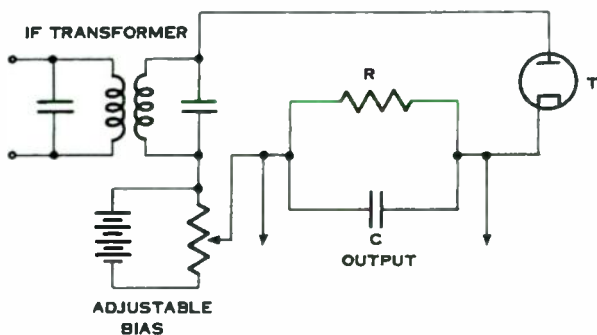 IF TRANSFORMER
R
T
C
OUTPUT
ADJUSTABLE
BIAS